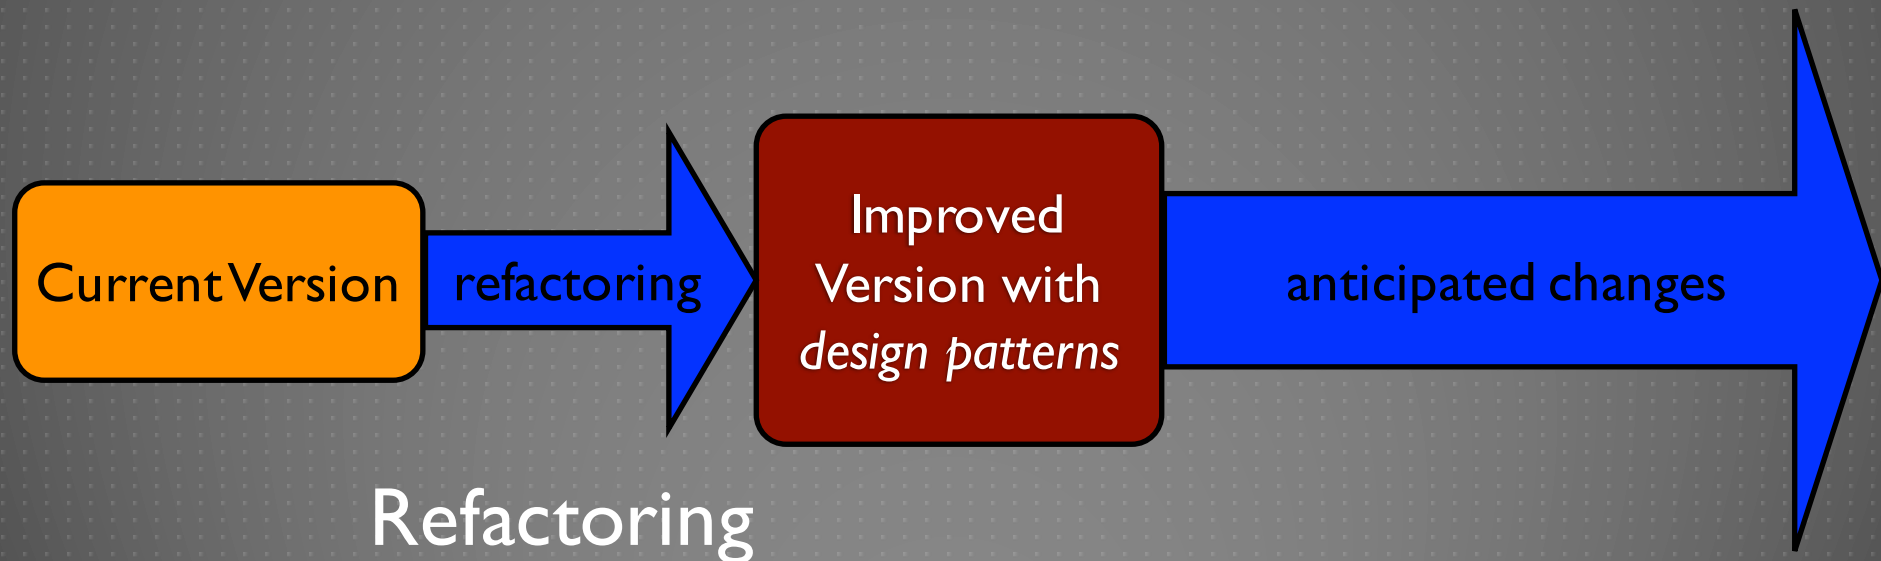 Current Version
refactoring
Improved
Version with
design patterns
anticipated changes
Refactoring